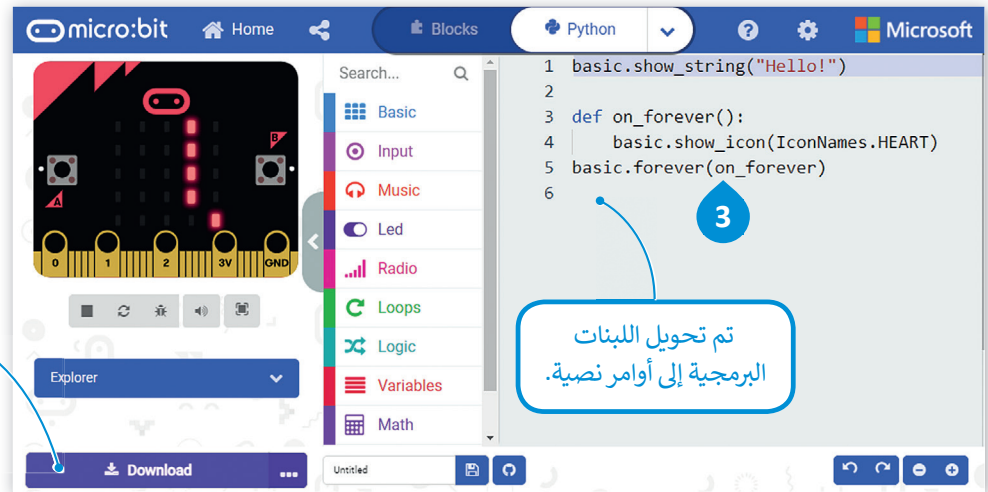 micro:bit Home Blocks Python ? Microsoft
B
A
0 1 2 3V GND
Explorer
Download ...
Search...
Basic
Input
Music
Led
Radio
Loops
Logic
Variables
Math
Untitled
1 basic.show_string("Hello!")
2
3 def on_forever():
4 basic.show_icon(IconNames.HEART)
5 basic.forever(on_forever)
6
3
تم تحويل اللبنات
البرمجية إلى أوامر نصية.